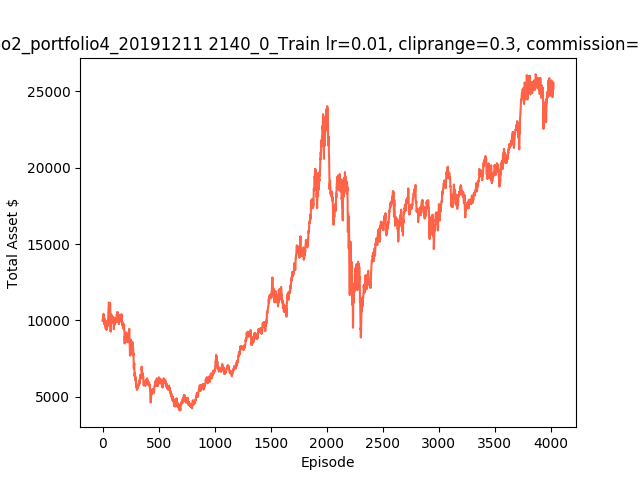 o2_portfolio4_20191211 2140_0_Train lr=0.01, cliprange=0.3, commission=
Total Asset $
25000
20000
15000
10000
5000
0 500 1000 1500 2000 2500 3000 3500 4000
Episode